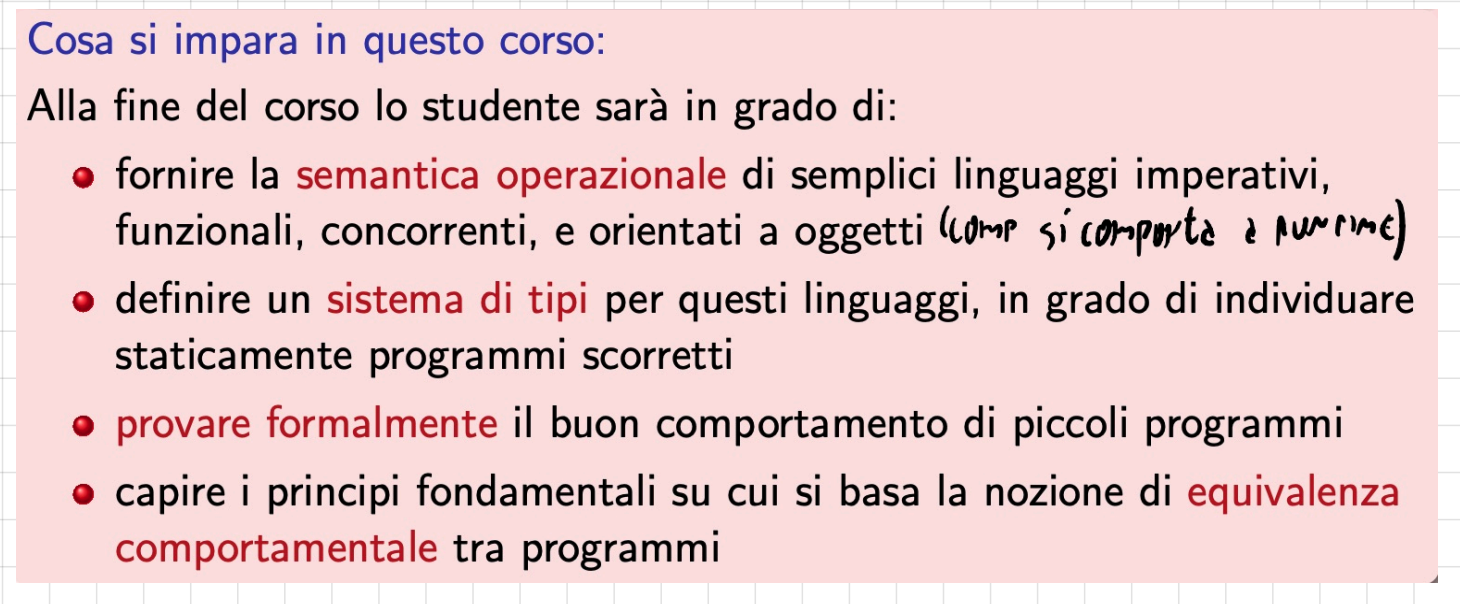 Cosa si impara in questo corso:
Alla fine del corso lo studente sarà in grado di:
fornire la semantica operazionale di semplici linguaggi imperativi,
funzionali, concorrenti, e orientati a oggetti (come si comporta a runtime)
definire un sistema di tipi per questi linguaggi, in grado di individuare
staticamente programmi scorretti
provare formalmente il buon comportamento di piccoli programmi
capire i principi fondamentali su cui si basa la nozione di equivalenza
comportamentale tra programmi